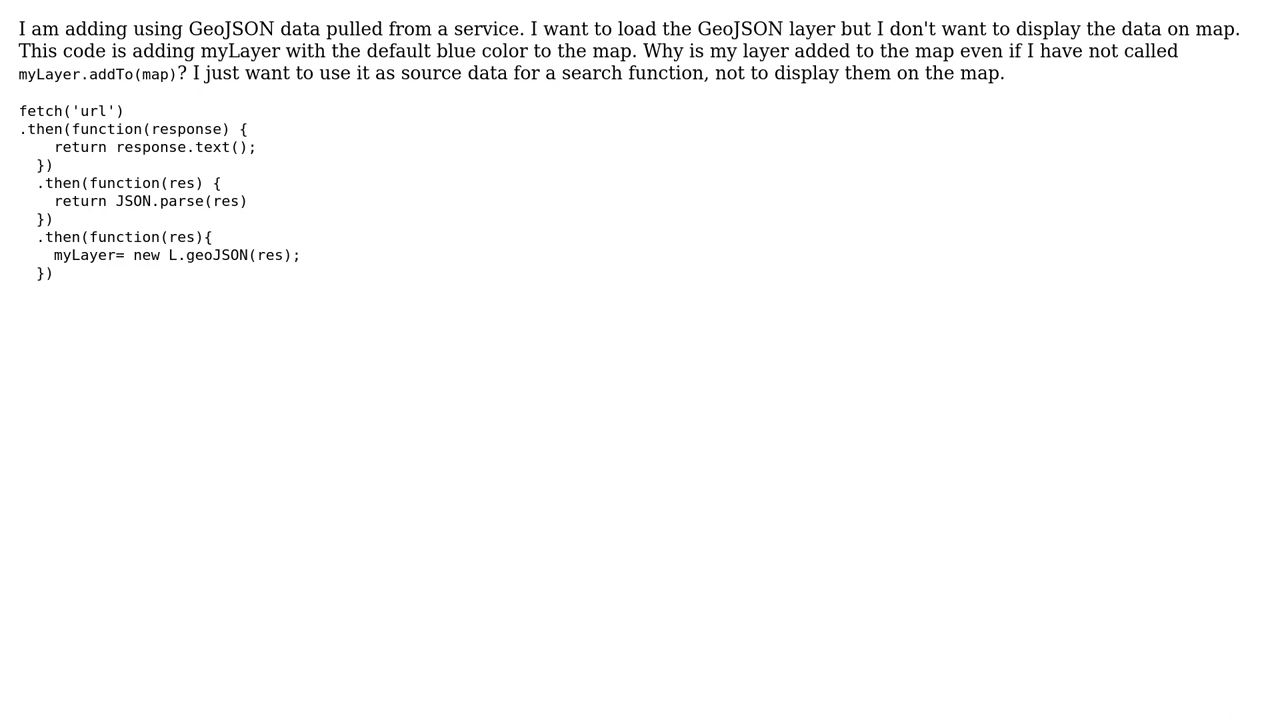 I am adding using GeoJSON data pulled from a service. I want to load the GeoJSON layer but I don't want to display the data on map.
This code is adding myLayer with the default blue color to the map. Why is my layer added to the map even if I have not called
myLayer.addTo(map)? I just want to use it as source data for a search function, not to display them on the map.
fetch('url')
.then(function(response) {
    return response.text();
  })
  .then(function(res) {
    return JSON.parse(res)
  })
  .then(function(res){
    myLayer= new L.geoJSON(res);
  })